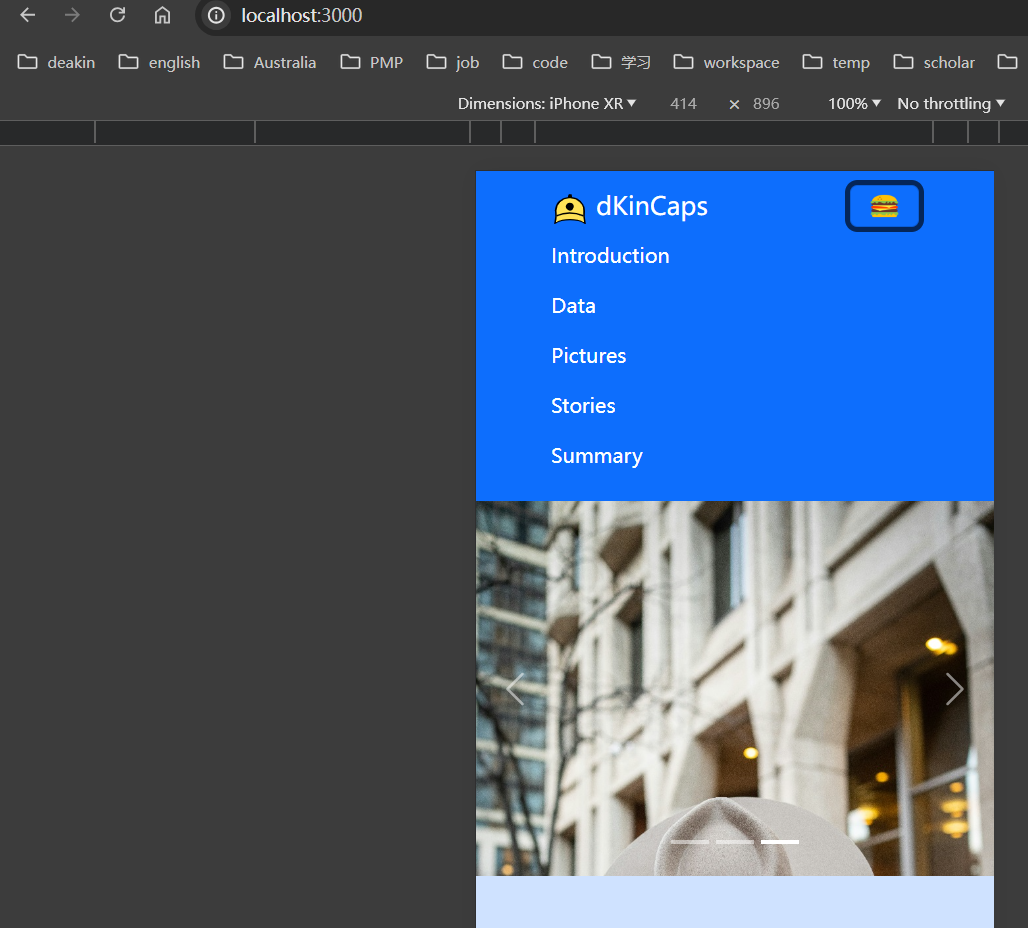 localhost:3000
deakin english Australia PMP job code 学习 workspace temp scholar
Dimensions: iPhone XR 414 × 896 100% No throttling
dKinCaps
Introduction
Data
Pictures
Stories
Summary